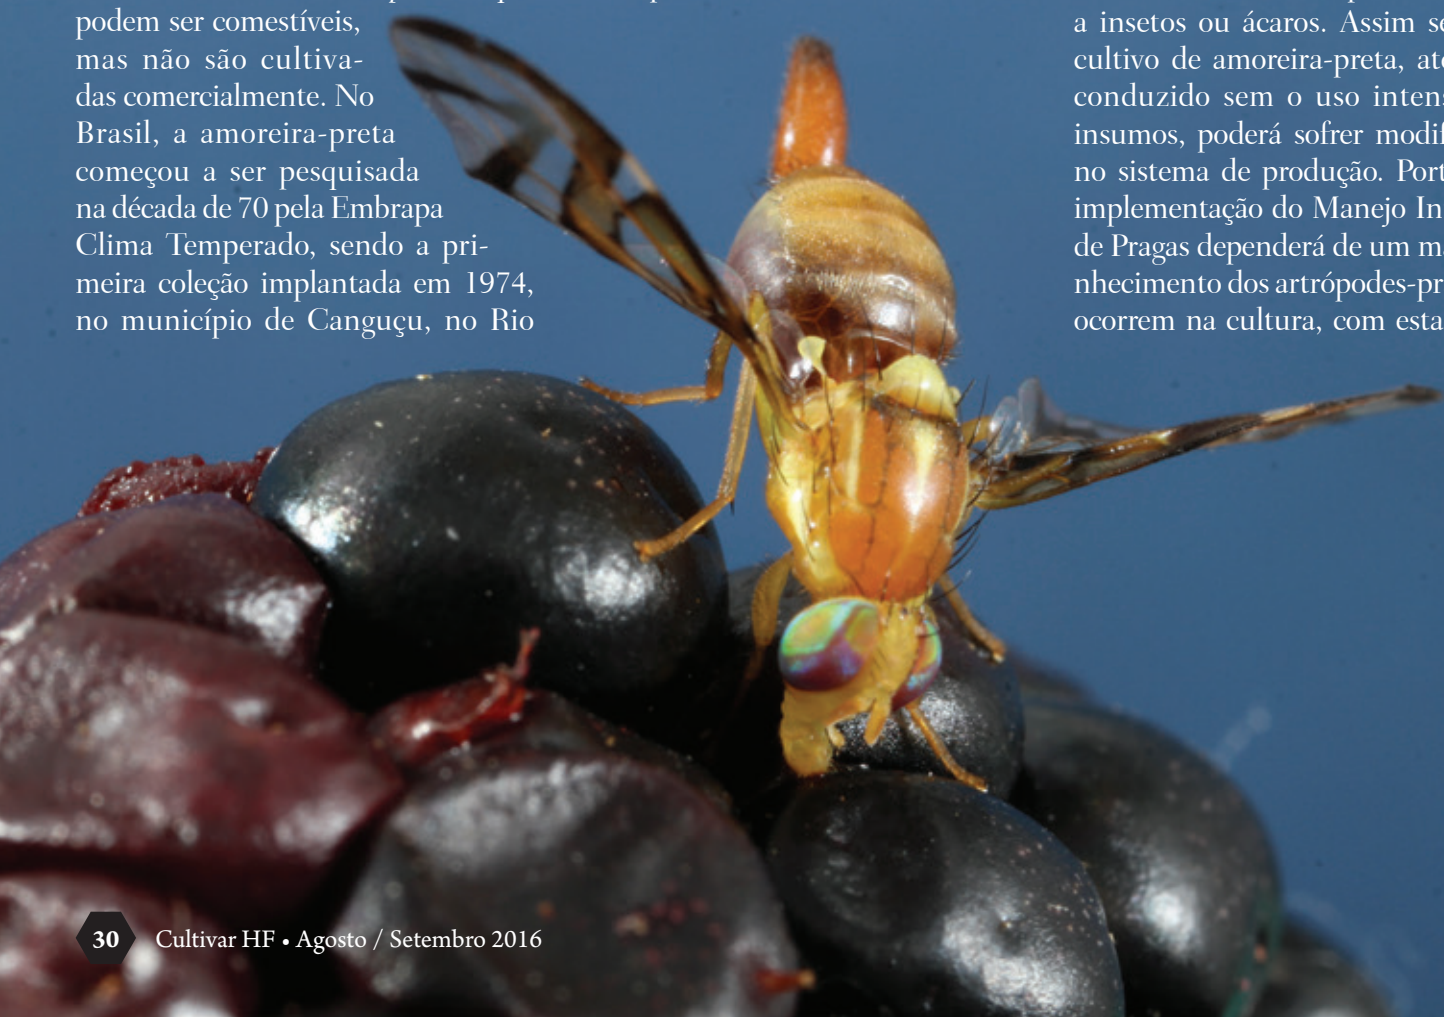 podem ser comestíveis,
mas não são cultiva-
das comercialmente. No
Brasil, a amoreira-preta
começou a ser pesquisada
na década de 70 pela Embrapa
Clima Temperado, sendo a pri-
meira coleção implantada em 1974,
no município de Canguçu, no Rio
a insetos ou ácaros. Assim
cultivo de amoreira-preta,
conduzido sem o uso
insumos, poderá sofrer
no sistema de produção.
implementação do Manejo
de Pragas dependerá de um
nhecimento dos
ocorrem na cultura, com
30 Cultivar HF • Agosto / Setembro 2016